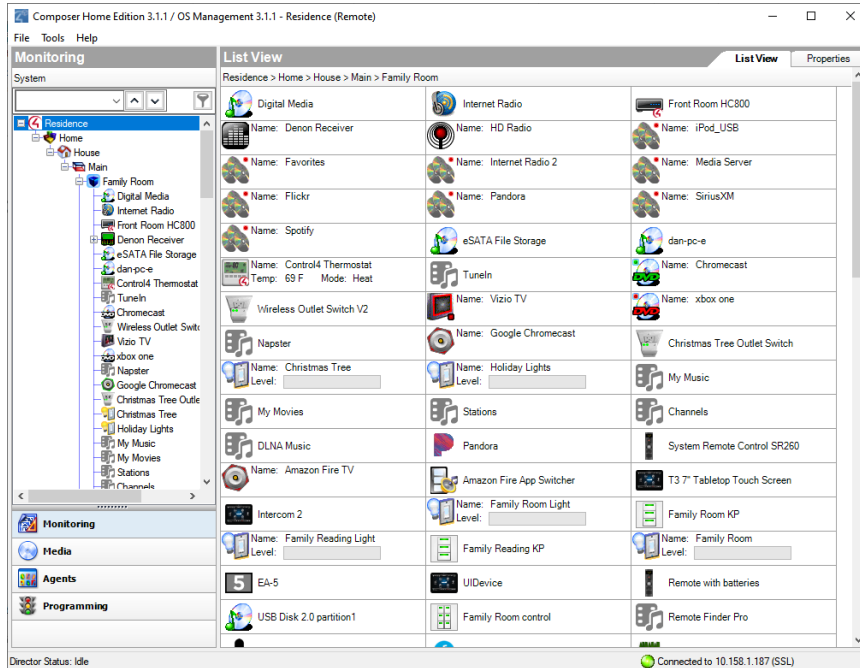 Composer Home Edition 3.1.1 / OS Management 3.1.1 - Residence (Remote)
File Tools Help
Monitoring
System
Residence
Home
House
Main
Family Room
Digital Media
Internet Radio
Front Room HC800
Denon Receiver
eSATA File Storage
dan-pc-e
Control4 Thermostat
TuneIn
Chromecast
Wireless Outlet Switc
Vizio TV
xbox one
Napster
Google Chromecast
Christmas Tree Outle
Christmas Tree
Holiday Lights
My Music
My Movies
Stations
Channels
Monitoring
Media
Agents
Programming
List View
List View Properties
Residence > Home > House > Main > Family Room
Digital Media Internet Radio Front Room HC800
Name: Denon Receiver Name: HD Radio Name: iPod_USB
Name: Favorites Name: Internet Radio 2 Name: Media Server
Name: Flickr Name: Pandora Name: SiriusXM
Name: Spotify eSATA File Storage dan-pc-e
Name: Control4 Thermostat TuneIn Name: Chromecast
Temp: 69 F Mode: Heat
Wireless Outlet Switch V2 Name: Vizio TV Name: xbox one
Napster Name: Google Chromecast Christmas Tree Outlet Switch
Name: Christmas Tree Name: Holiday Lights My Music
Level: Level:
My Movies Stations Channels
DLNA Music Pandora System Remote Control SR260
Name: Amazon Fire TV Amazon Fire App Switcher T3 7" Tabletop Touch Screen
Intercom 2 Name: Family Room Light Family Room KP
Level:
Name: Family Reading Light Family Reading KP Name: Family Room
Level: Level:
5 EA-5 UIDevice Remote with batteries
USB Disk 2.0 partition1 Family Room control Remote Finder Pro
Director Status: Idle
Connected to 10.158.1.187 (SSL)